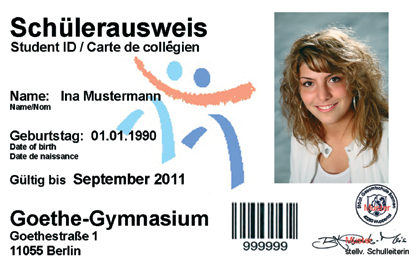 Schülerausweis
Student ID / Carte de collégien
Name: Ina Mustermann
Name/Nom
Geburtstag: 01.01.1990
Date of birth
Date de naissance
Gültig bis September 2011
Goethe-Gymnasium
Goethestraße 1
11055 Berlin
999999
Muster
stellv. Schulleiterin